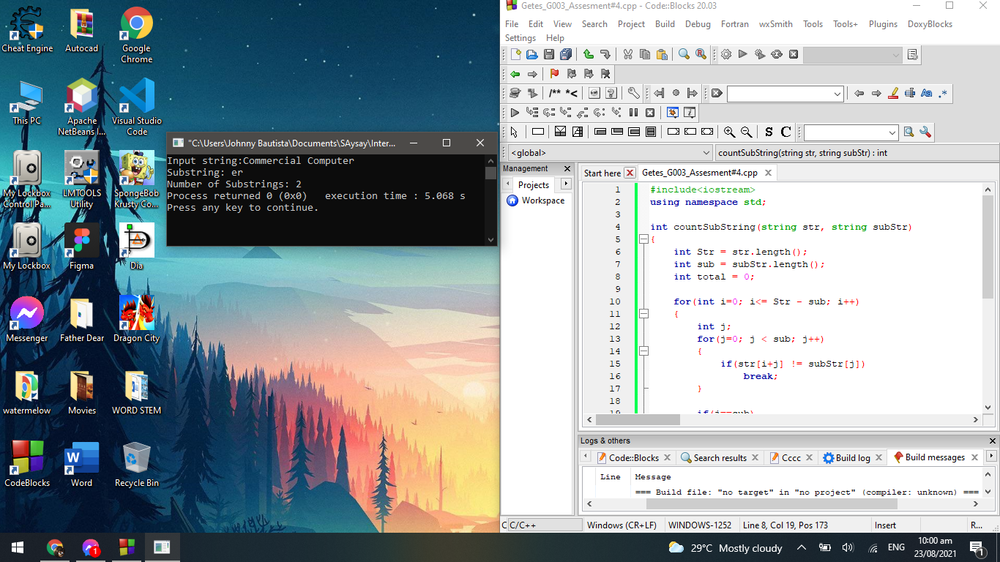 Cheat Engine
Autocad
Google Chrome
This PC
Apache NetBeans I...
Visual Studio Code
My Lockbox Control Pa...
LMTOOLS Utility
SpongeBob Krusty Co...
My Lockbox
Figma
Dia
Messenger
Father Dear
Dragon City
watermelow
Movies
WORD STEM
CodeBlocks
Word
Recycle Bin
"C:\Users\Johnny Bautista\Documents\SAysay\Inter...
Input string:Commercial Computer
Substring: er
Number of Substrings: 2
Process returned 0 (0x0)   execution time : 5.068 s
Press any key to continue.
Getes_G003_Assesment#4.cpp - Code::Blocks 20.03
File Edit View Search Project Build Debug Fortran wxSmith Tools Tools+ Plugins DoxyBlocks
Settings Help
/** *<
Aa .*
S C
<global>
countSubString(string str, string subStr) : int
Management
Projects
Workspace
Start here
Getes_G003_Assesment#4.cpp
1 #include<iostream>
2 using namespace std;
3
4 int countSubString(string str, string subStr)
5 {
6     int Str = str.length();
7     int sub = subStr.length();
8     int total = 0;
9
10     for(int i=0; i<= Str - sub; i++)
11     {
12         int j;
13         for(j=0; j < sub; j++)
14         {
15             if(str[i+j] != subStr[j])
16                 break;
17         }
18
19         if(j==sub)
Logs & others
Code::Blocks Search results Cccc Build log Build messages
Line Message
=== Build file: "no target" in "no project" (compiler: unknown) ===
C C/C++ Windows (CR+LF) WINDOWS-1252 Line 8, Col 19, Pos 173 Insert R...
1
29°C Mostly cloudy
ENG
10:00 am
23/08/2021
1